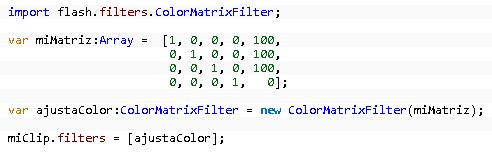 import flash.filters.ColorMatrixFilter;
var miMatriz:Array = [1, 0, 0, 0, 100,
0, 1, 0, 0, 100,
0, 0, 1, 0, 100,
0, 0, 0, 1, 0];
var ajustaColor:ColorMatrixFilter = new ColorMatrixFilter(miMatriz);
miClip.filters = [ajustaColor];